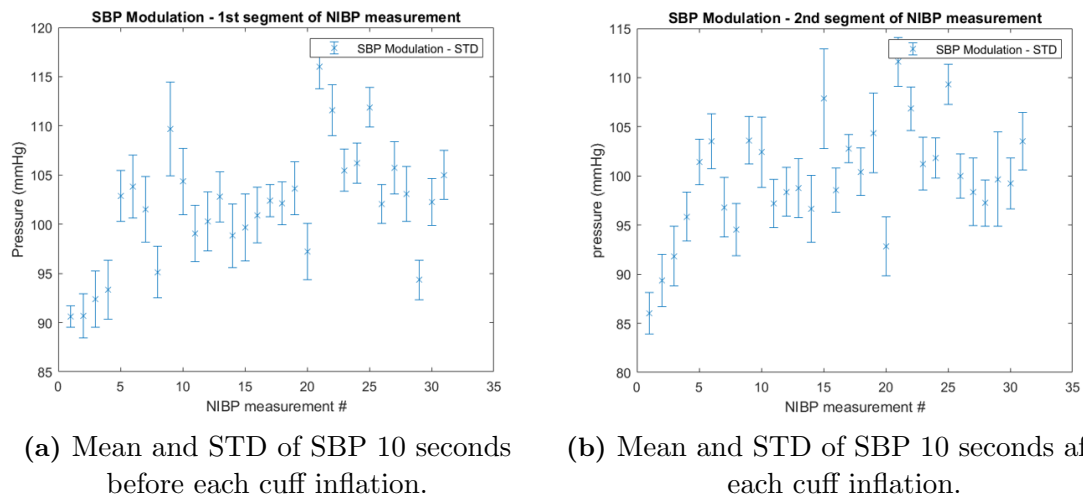 SBP Modulation - 1st segment of NIBP measurement
120
115
110
105
100
95
90
85
Pressure (mmHg)
SBP Modulation - STD
0
5
10
15
20
25
30
35
NIBP measurement #
(a) Mean and STD of SBP 10 seconds
before each cuff inflation.
SBP Modulation - 2nd segment of NIBP measurement
115
110
105
100
95
90
85
80
pressure (mmHg)
SBP Modulation - STD
0
5
10
15
20
25
30
35
NIBP measurement #
(b) Mean and STD of SBP 10 seconds af
each cuff inflation.